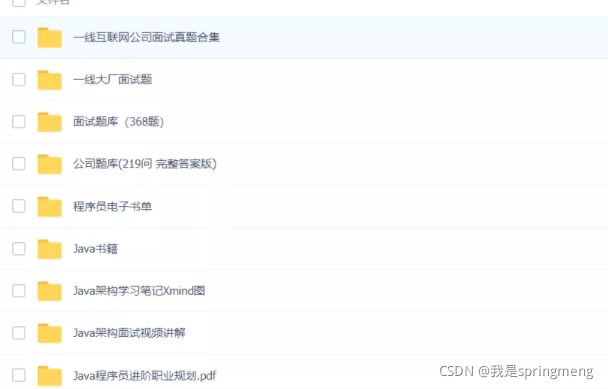 文件名
一线互联网公司面试真题合集
一线大厂面试题
面试题库（368题）
公司题库(219问 完整答案版)
程序员电子书单
Java书籍
Java架构学习笔记Xmind图
Java架构面试视频讲解
Java程序员进阶职业规划.pdf
CSDN @我是springmeng